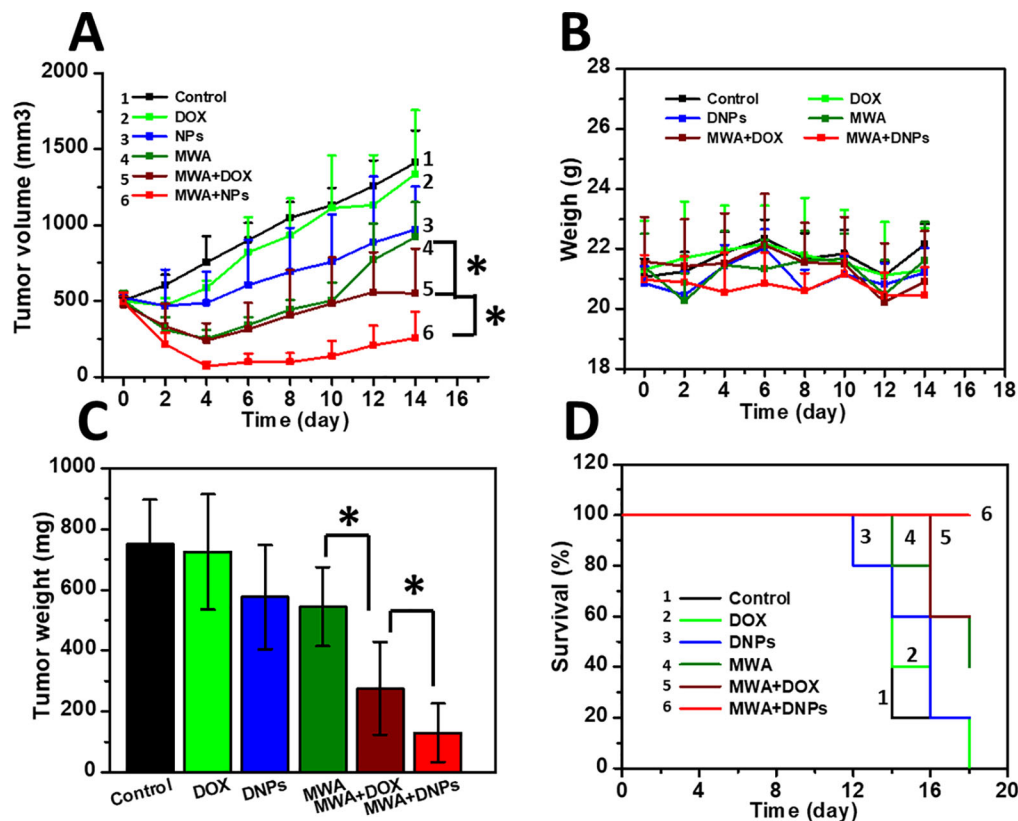 A
Tumor volume (mm3)
2000
1500
1000
500
0
1 Control
2 DOX
3 NPs
4 MWA
5 MWA+DOX
6 MWA+NPs
1
2
3
4
5
6
*
*
0 2 4 6 8 10 12 14 16
Time (day)
B
Weigh (g)
28
26
24
22
20
18
Control DOX
DNPs MWA
MWA+DOX MWA+DNPs
0 2 4 6 8 10 12 14 16 18
Time (day)
C
Tumor weight (mg)
1000
800
600
400
200
0
*
*
Control DOX DNPs MWA MWA+DOX MWA+DNPs
D
Survival (%)
120
100
80
60
40
20
0
6
3 4 5
2
1
1 Control
2 DOX
3 DNPs
4 MWA
5 MWA+DOX
6 MWA+DNPs
0 4 8 12 16 20
Time (day)